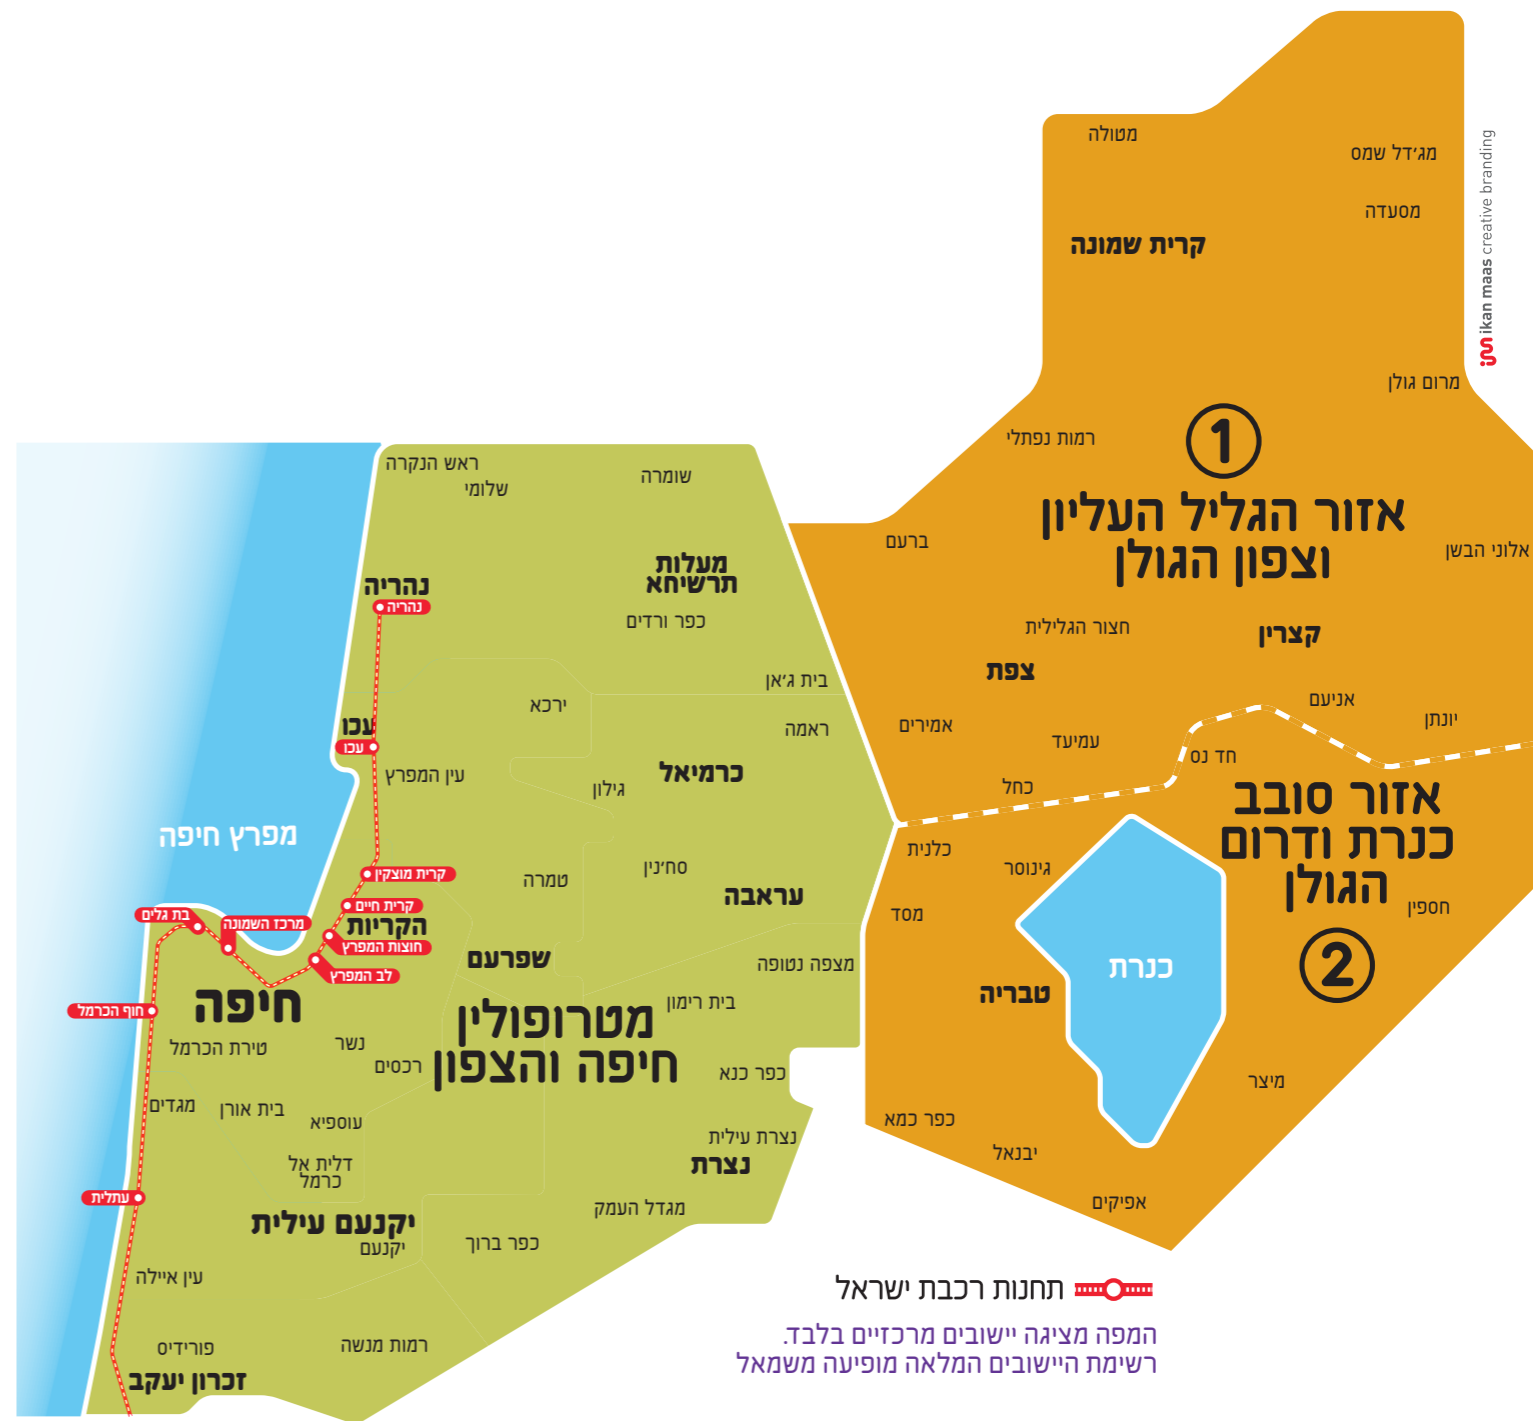 מטולה
מג'דל שמס
מסעדה
קרית שמונה
ikan maas creative branding
מרום גולן
1
רמות נפתלי
אזור הגליל העליון
וצפון הגולן
ברעם
אלוני הבשן
חצור הגלילית
קצרין
צפת
אניעם
יונתן
אמירים
עמיעד
חד נס
כחל
אזור סובב
כנרת ודרום
הגולן
2
כלנית
גינוסר
מסד
חספין
כנרת
טבריה
מיצר
כפר כמא
יבנאל
אפיקים
ראש הנקרה
שלומי
שומרה
מעלות
תרשיחא
נהריה
נהריה
כפר ורדים
בית ג'אן
ירכא
ראמה
עכו
עכו
כרמיאל
עין המפרץ
גילון
מפרץ חיפה
סח'נין
טמרה
עראבה
קרית מוצקין
קרית חיים
הקריות
חוצות המפרץ
לב המפרץ
בת גלים
מרכז השמונה
שפרעם
מצפה נטופה
בית רימון
חיפה
חוף הכרמל
מטרופולין
חיפה והצפון
טירת הכרמל
נשר
רכסים
כפר כנא
מגדים
בית אורן
עוספיא
נצרת עילית
נצרת
דלית אל
כרמל
עתלית
מגדל העמק
יקנעם עילית
יקנעם
כפר ברוך
עין איילה
פורידיס
רמות מנשה
זכרון יעקב
תחנות רכבת ישראל
המפה מציגה יישובים מרכזיים בלבד.
רשימת היישובים המלאה מופיעה משמאל